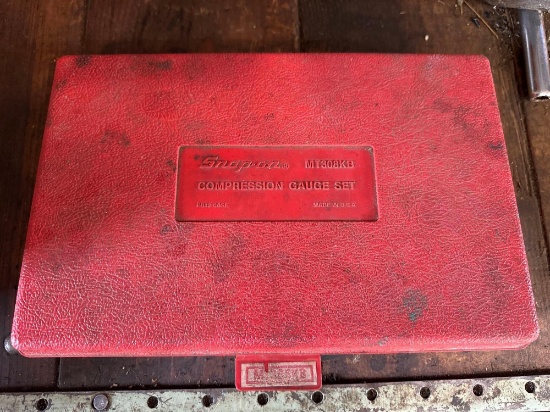 Snap-on MT308KB
COMPRESSION GAUGE SET
MADE IN U.S.A.